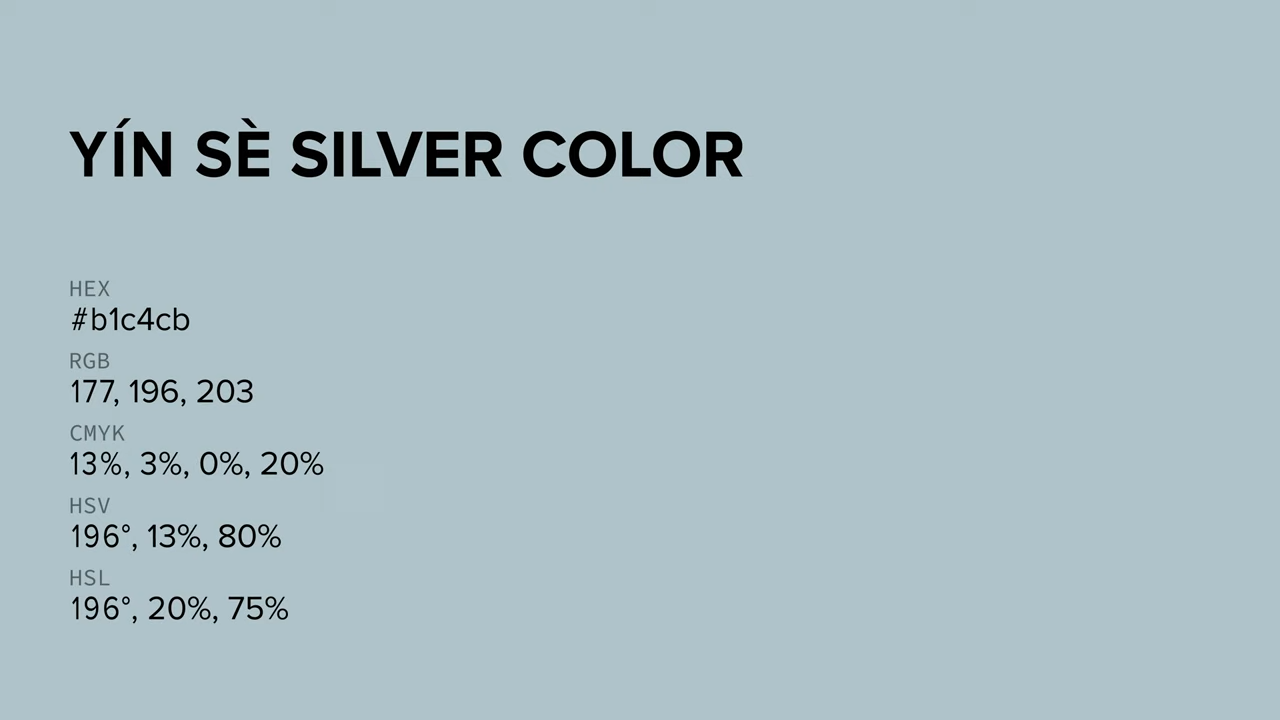 YÍN SÈ SILVER COLOR
HEX
#b1c4cb
RGB
177, 196, 203
CMYK
13%, 3%, 0%, 20%
HSV
196°, 13%, 80%
HSL
196°, 20%, 75%